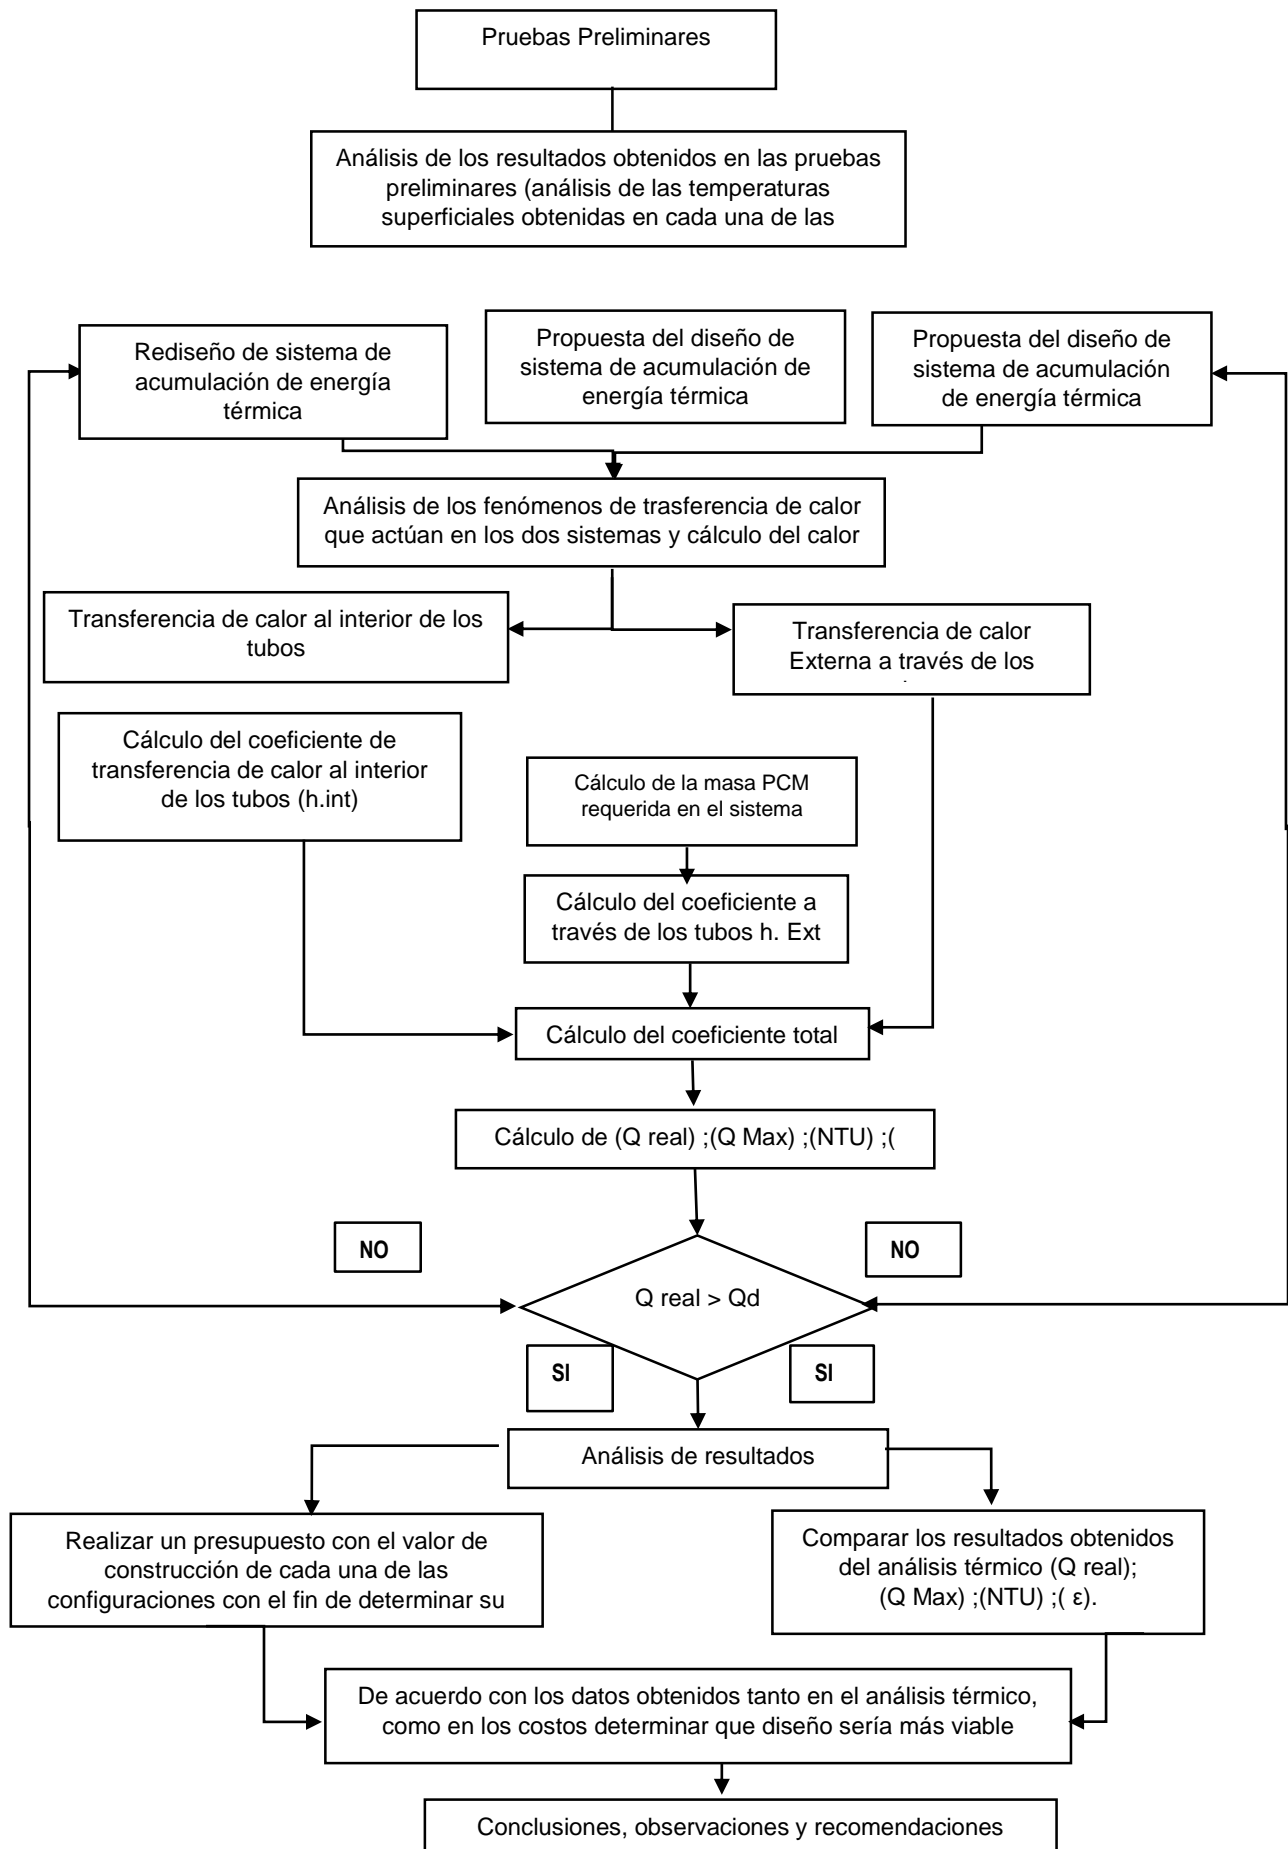 Pruebas Preliminares
Análisis de los resultados obtenidos en las pruebas
preliminares (análisis de las temperaturas
superficiales obtenidas en cada una de las
Rediseño de sistema de
acumulación de energía
térmica
Propuesta del diseño de
sistema de acumulación de
energía térmica
Propuesta del diseño de
sistema de acumulación
de energía térmica
Análisis de los fenómenos de trasferencia de calor
que actúan en los dos sistemas y cálculo del calor
Transferencia de calor al interior de los
tubos
Transferencia de calor
Externa a través de los
Cálculo del coeficiente de
transferencia de calor al interior
de los tubos (h.int)
Cálculo de la masa PCM
requerida en el sistema
Cálculo del coeficiente a
través de los tubos h. Ext
Cálculo del coeficiente total
Cálculo de (Q real) ;(Q Max) ;(NTU) ;(
NO
NO
Q real > Qd
SI
SI
Análisis de resultados
Realizar un presupuesto con el valor de
construcción de cada una de las
configuraciones con el fin de determinar su
Comparar los resultados obtenidos
del análisis térmico (Q real);
(Q Max) ;(NTU) ;( ε).
De acuerdo con los datos obtenidos tanto en el análisis térmico,
como en los costos determinar que diseño sería más viable
Conclusiones, observaciones y recomendaciones